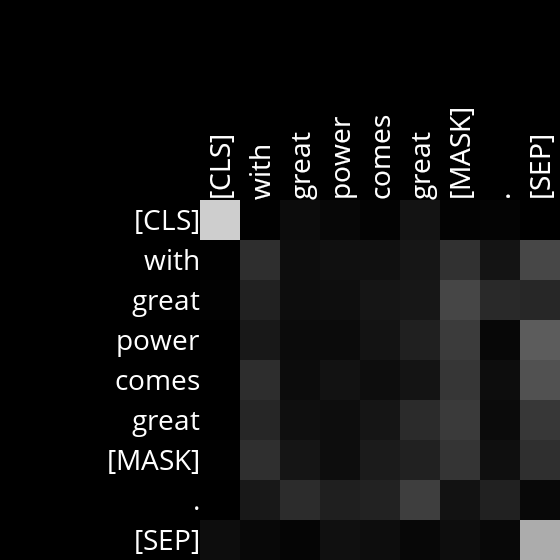 [CLS] with great power comes great [MASK] . [SEP]
[CLS]
with
great
power
comes
great
[MASK]
.
[SEP]